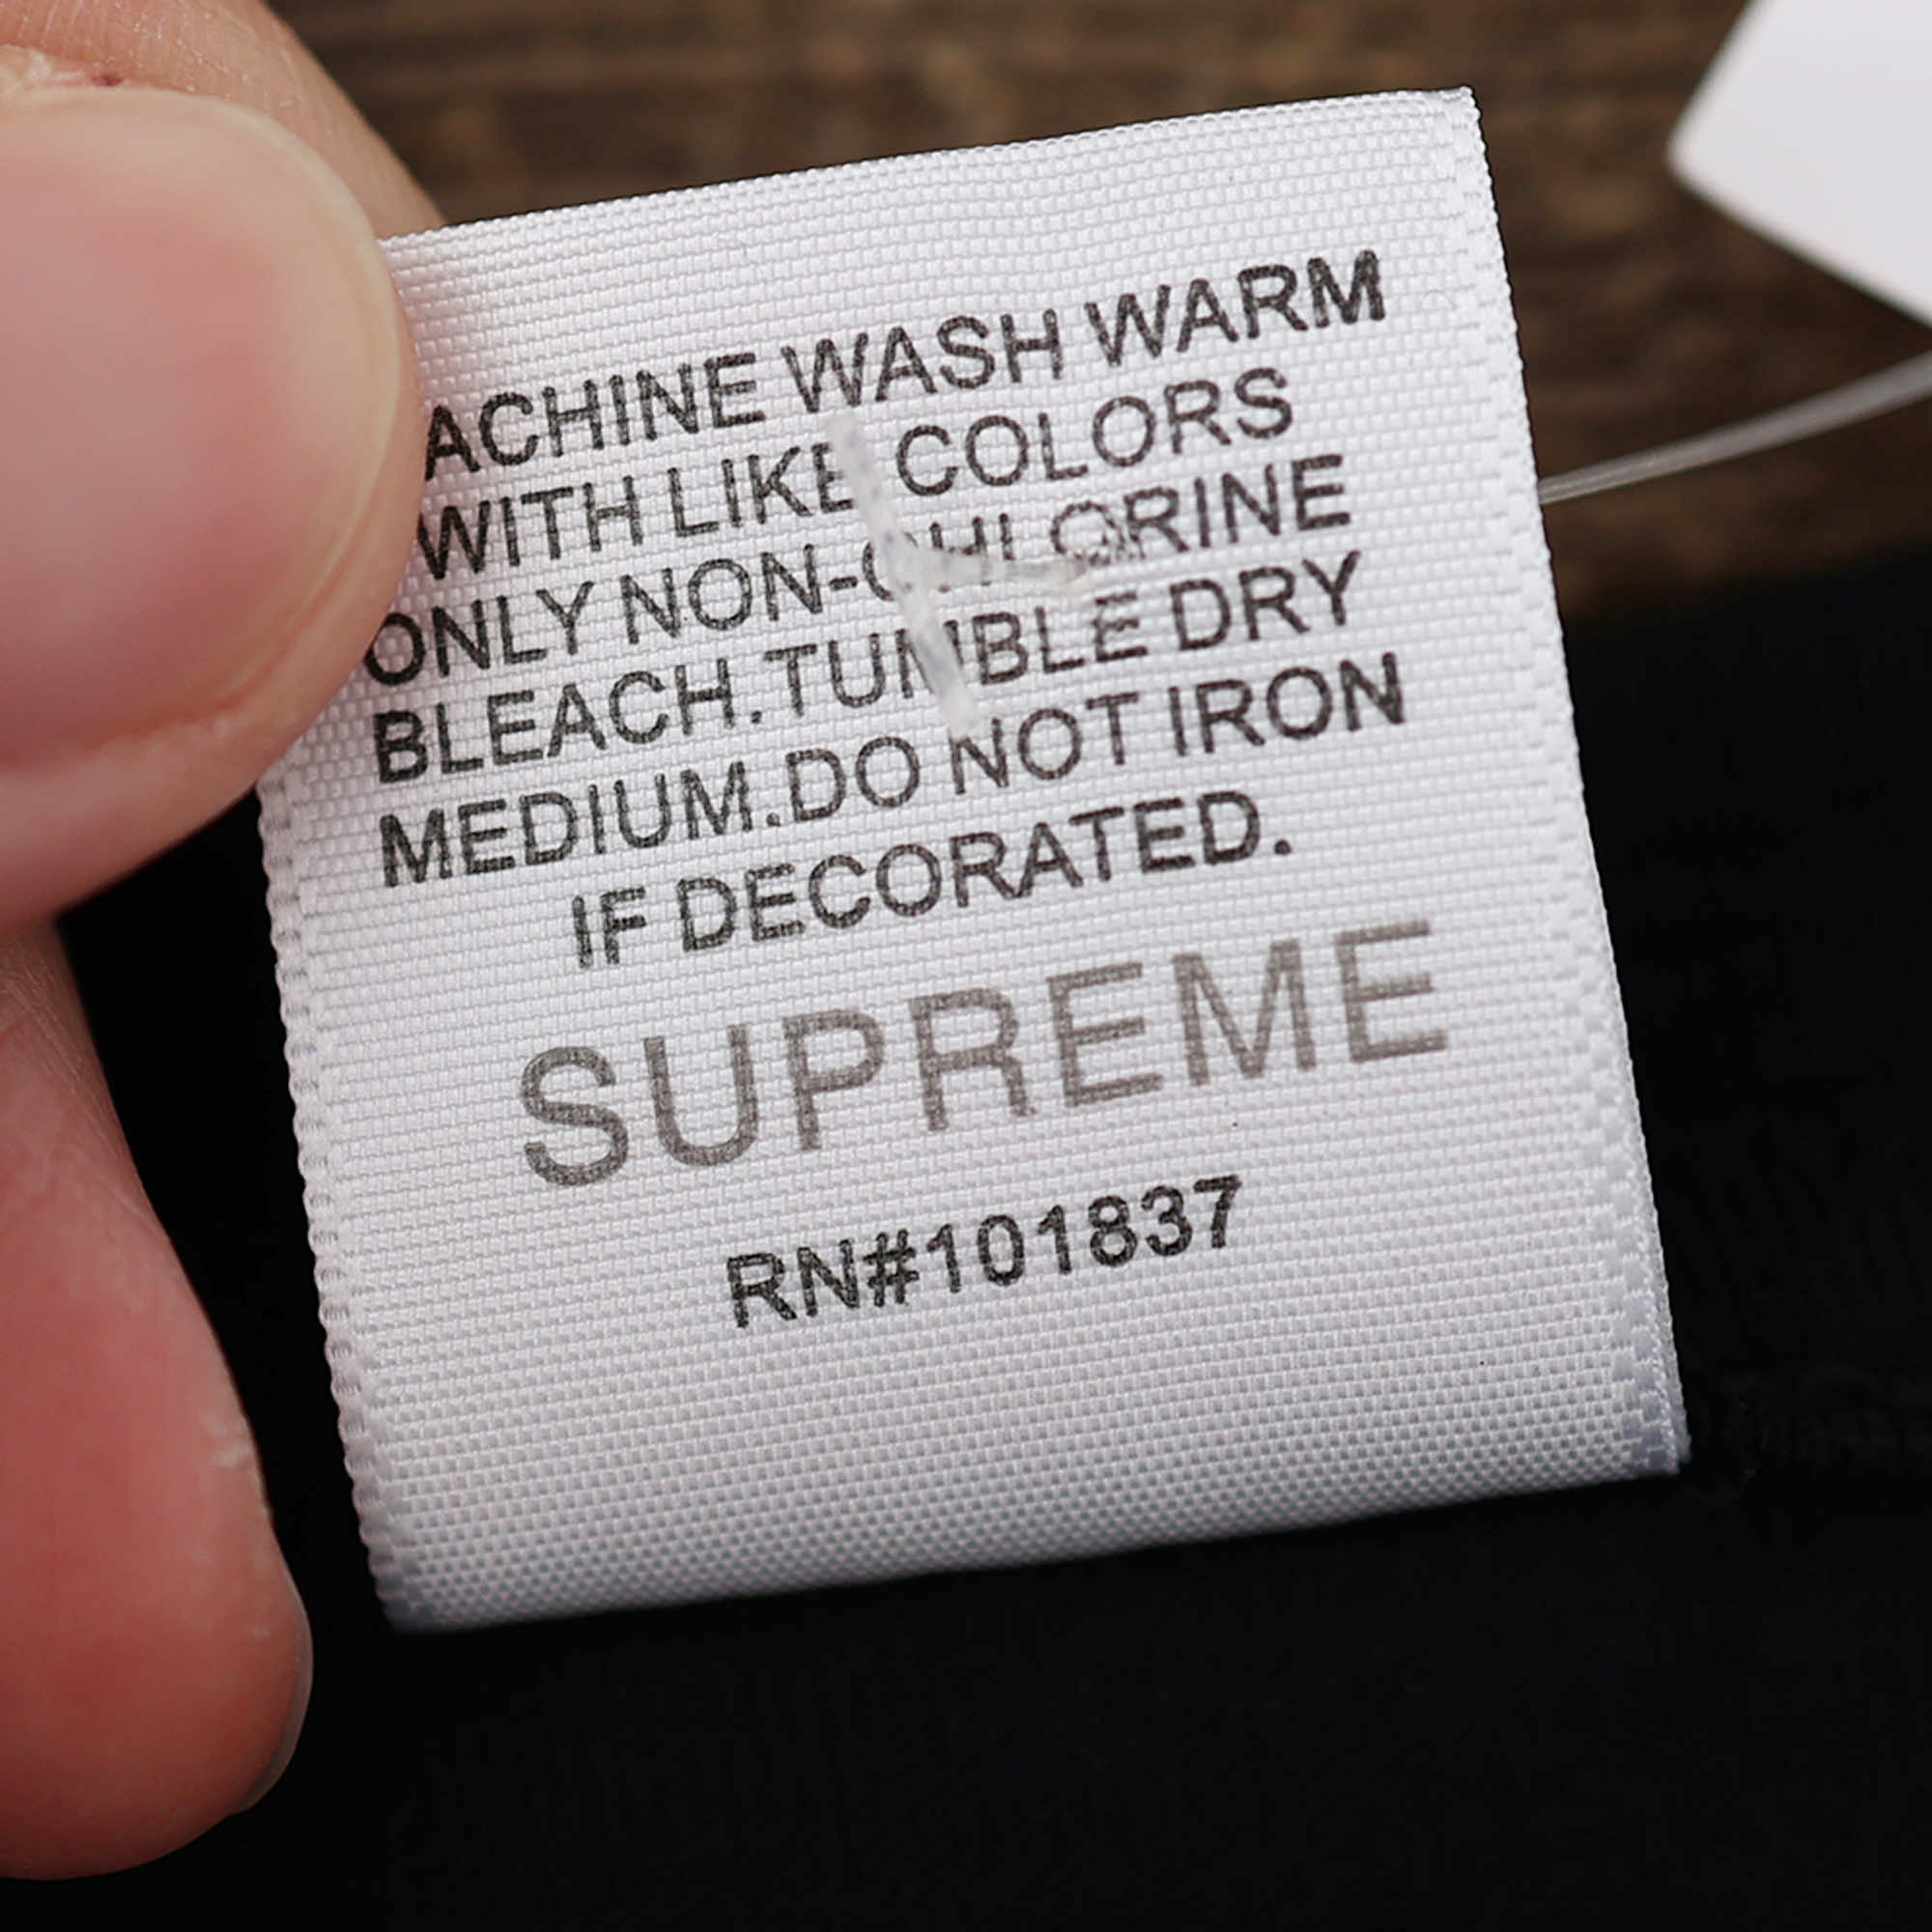 ACHINE WASH WARM
WITH LIKE COLORS
ONLY NON-CHLORINE
BLEACH.TUMBLE DRY
MEDIUM.DO NOT IRON
IF DECORATED.
SUPREME
RN#101837